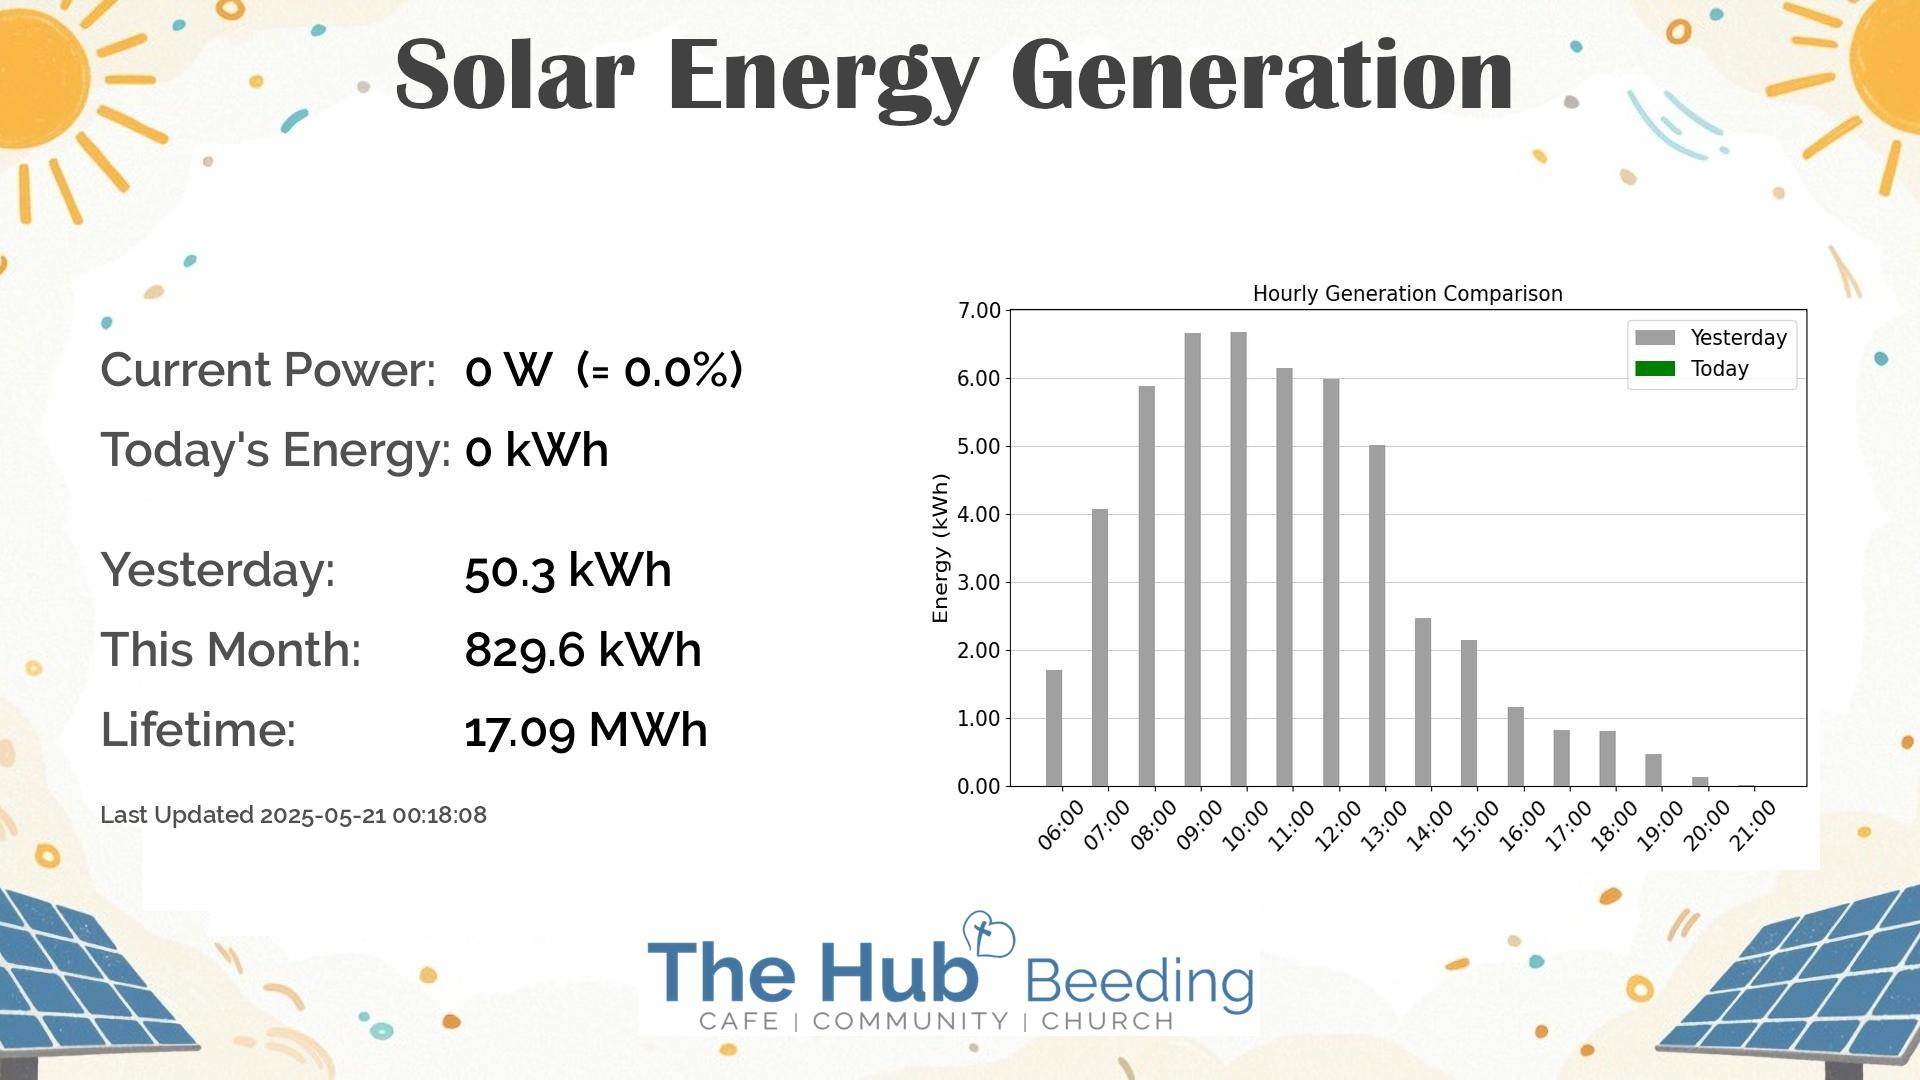 Solar Energy Generation
Current Power: 0 W (= 0.0%)
Today's Energy: 0 kWh
Yesterday: 50.3 kWh
This Month: 829.6 kWh
Lifetime: 17.09 MWh
Last Updated 2025-05-21 00:18:08
Hourly Generation Comparison
Yesterday
Today
Energy (kWh)
7.00
6.00
5.00
4.00
3.00
2.00
1.00
0.00
06:00 07:00 08:00 09:00 10:00 11:00 12:00 13:00 14:00 15:00 16:00 17:00 18:00 19:00 20:00 21:00
The Hub Beeding
CAFE | COMMUNITY | CHURCH